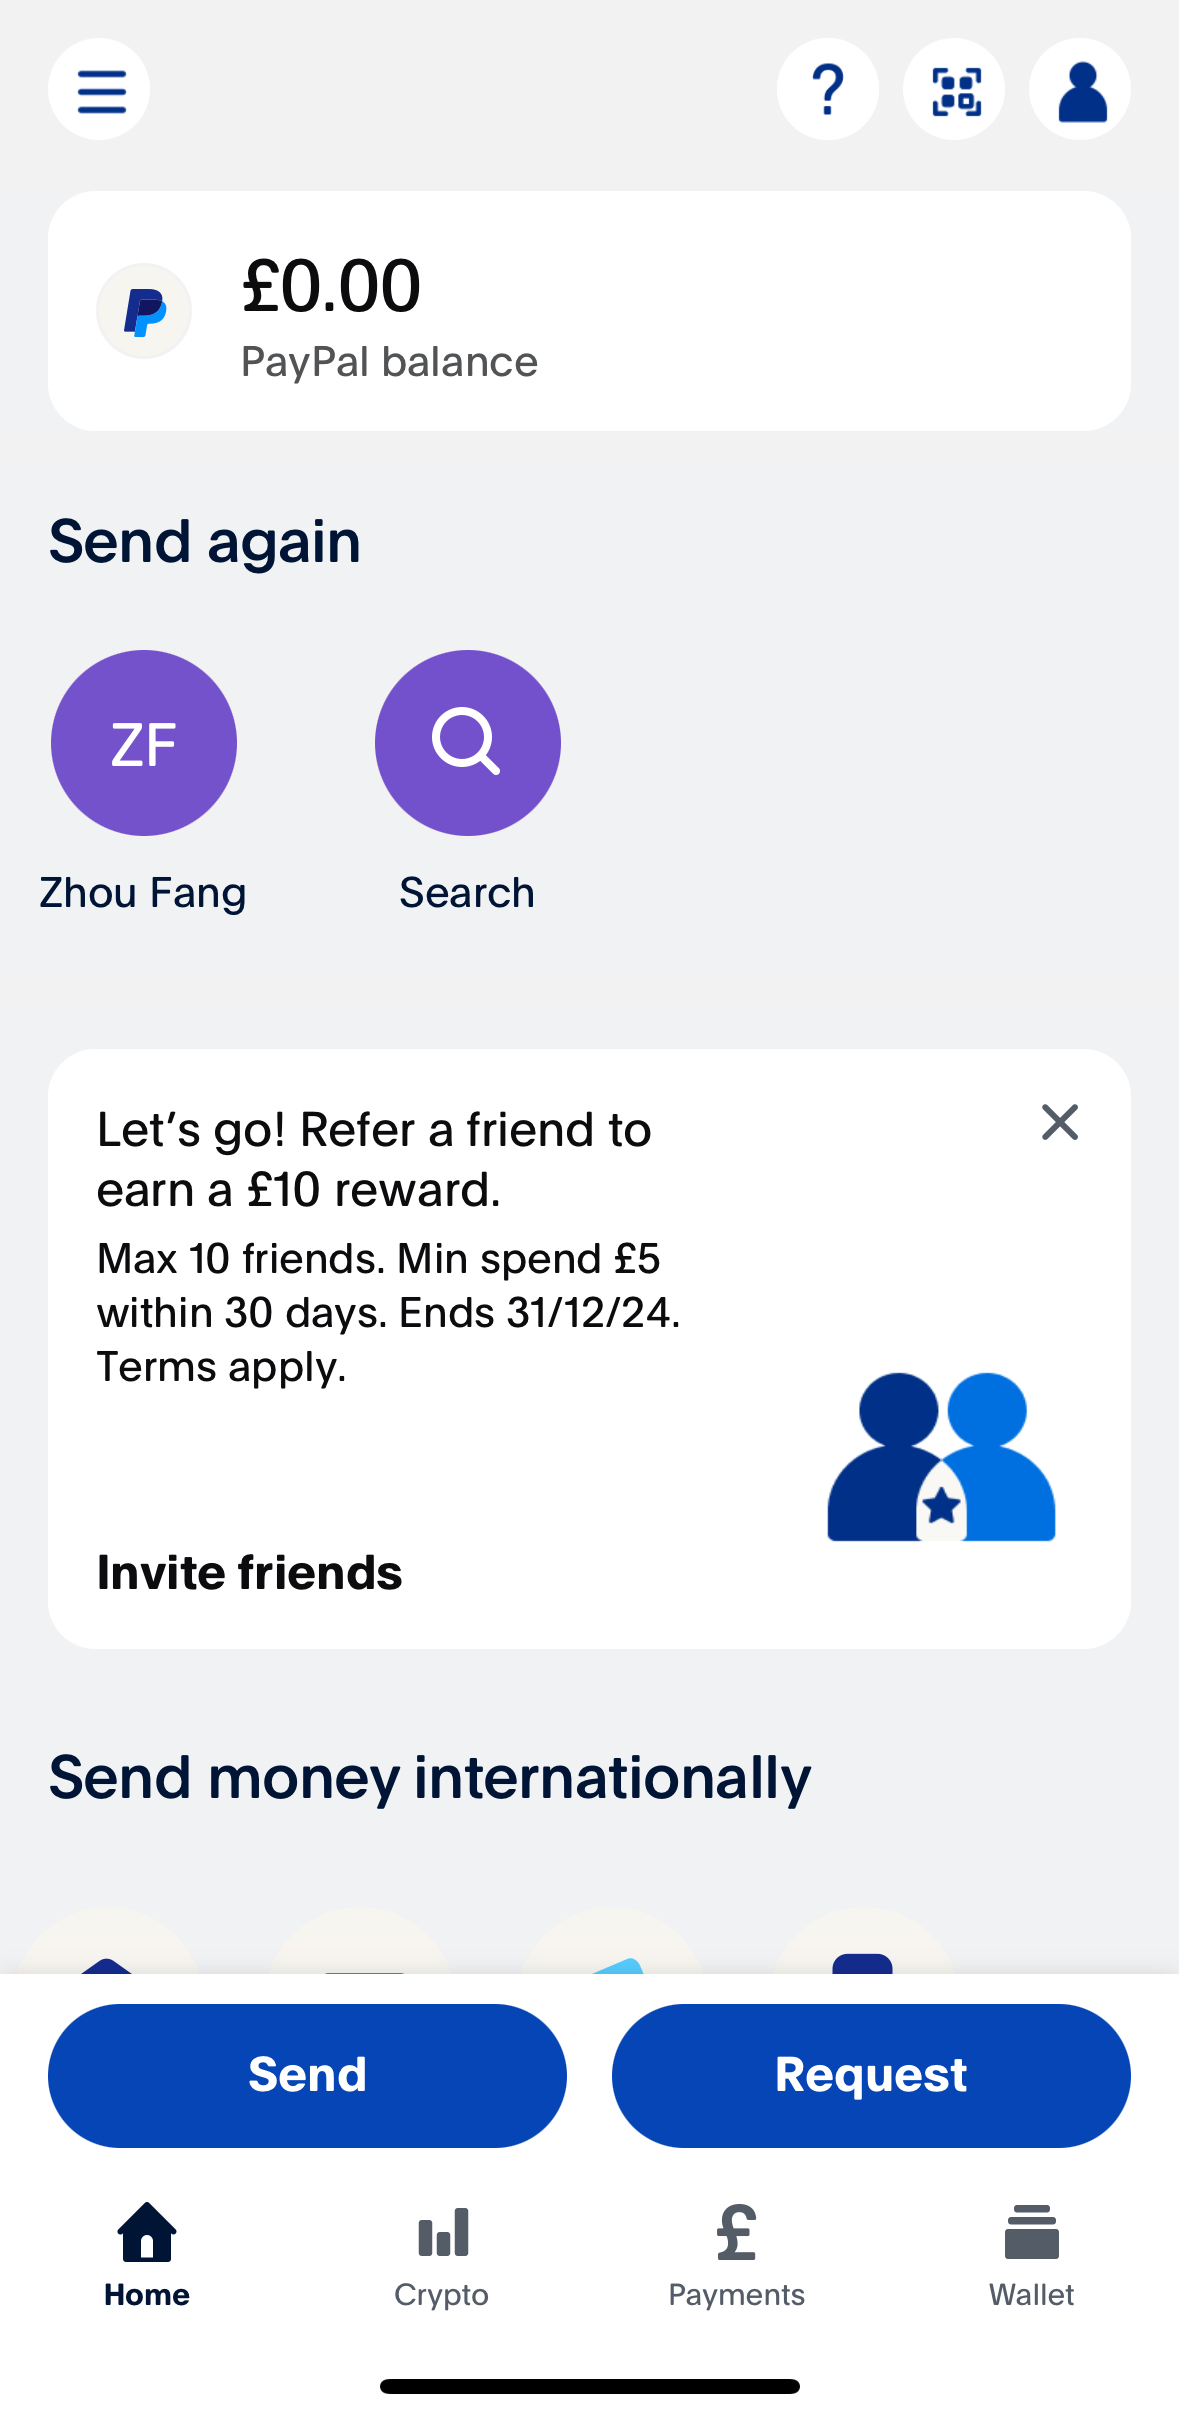 ?
£0.00
PayPal balance
Send again
ZF
Zhou Fang
Search
Let's go! Refer a friend to
earn a £10 reward.
Max 10 friends. Min spend £5
within 30 days. Ends 31/12/24.
Terms apply.
Invite friends
Send money internationally
Send
Request
Home
Crypto
Payments
Wallet